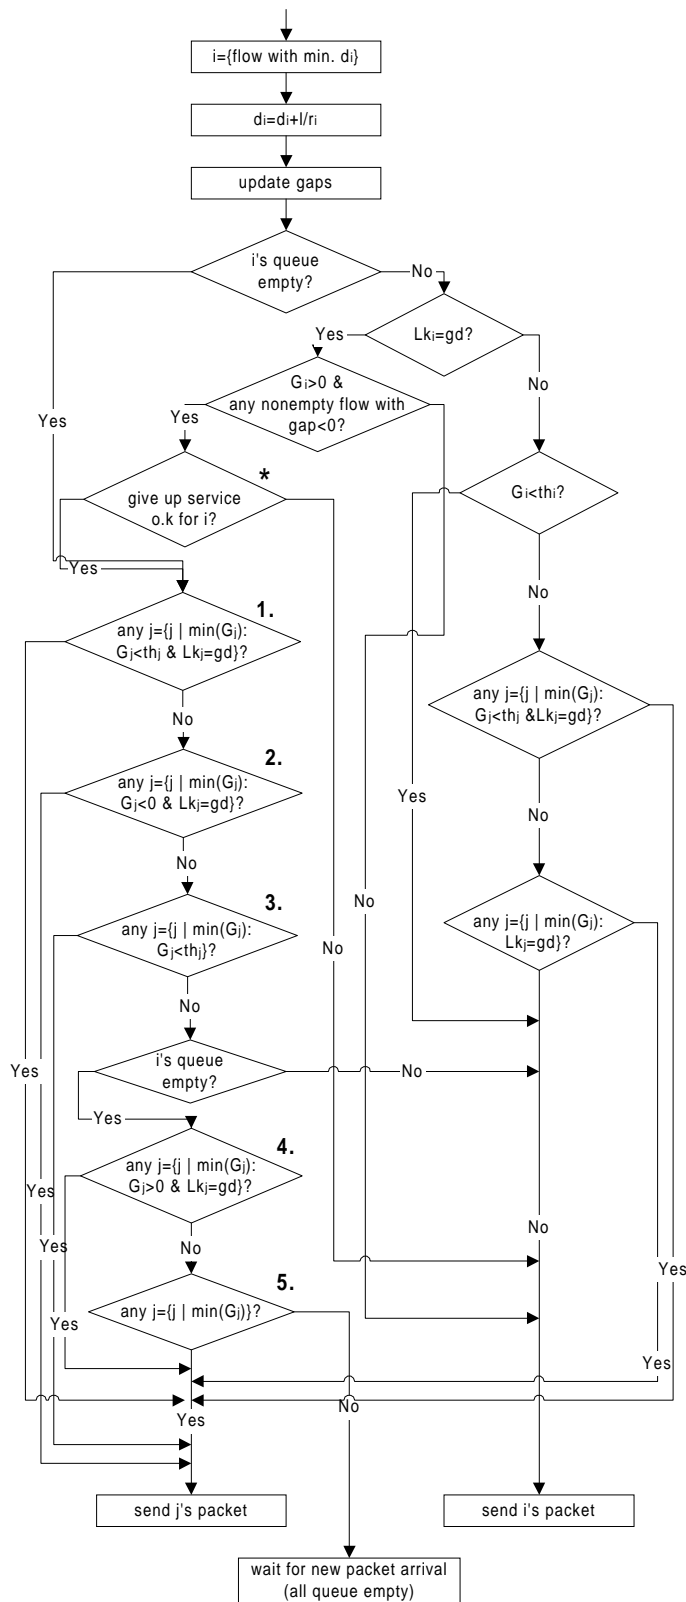 i={flow with min. di}
di=di+l/ri
update gaps
i's queue
empty?
No
Lki=gd?
Yes
Gi>0 &
any nonempty flow with
gap<0?
No
Yes
Yes
*
give up service
o.k for i?
Gi<thi?
Yes
No
1.
any j={j | min(Gj):
Gj<thj & Lkj=gd}?
any j={j | min(Gj):
Gj<thj &Lkj=gd}?
No
2.
any j={j | min(Gj):
Gj<0 & Lkj=gd}?
Yes
No
No
3.
No
any j={j | min(Gj):
Gj<thj}?
any j={j | min(Gj):
Lkj=gd}?
No
No
Yes
i's queue
empty?
No
Yes
4.
any j={j | min(Gj):
Gj>0 & Lkj=gd}?
Yes
No
Yes
No
Yes
5.
any j={j | min(Gj)}?
Yes
Yes
No
Yes
send j's packet
send i's packet
wait for new packet arrival
(all queue empty)